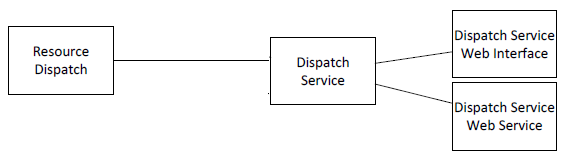 Resource
Dispatch
Dispatch
Service
Dispatch Service
Web Interface
Dispatch Service
Web Service